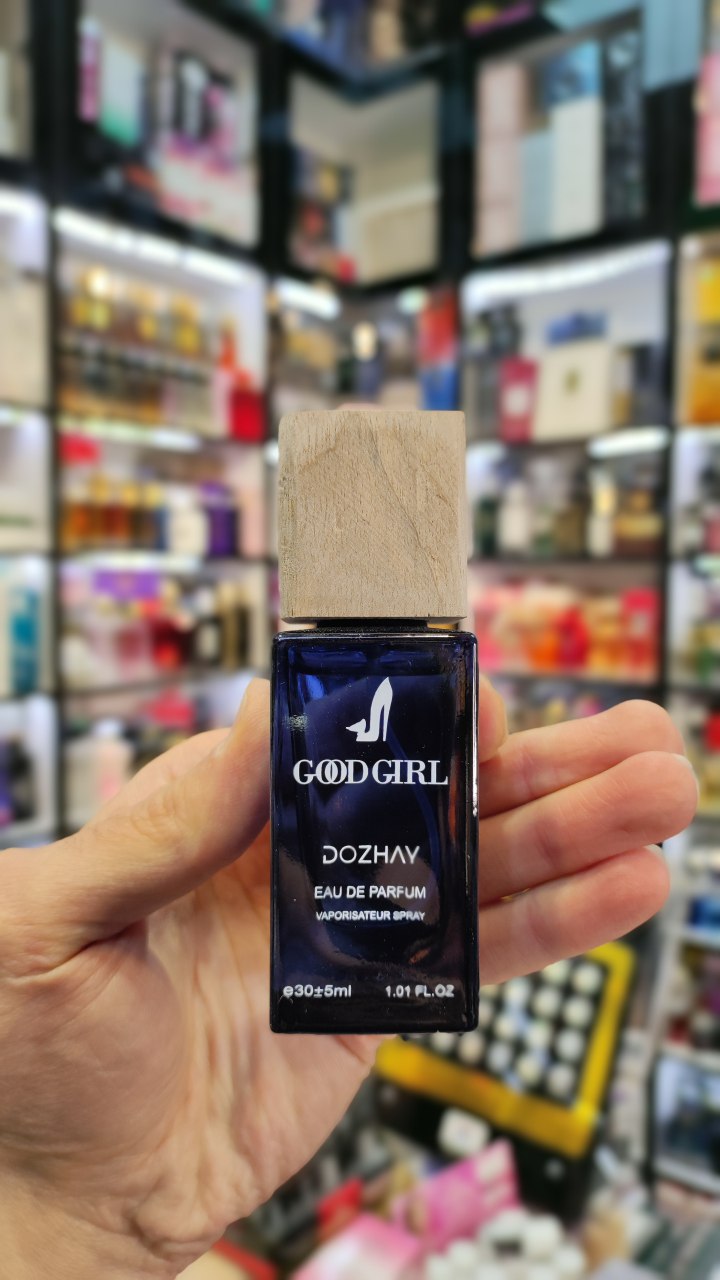 GOOD GIRL
DOZHAY
EAU DE PARFUM
VAPORISATEUR SPRAY
e30±5ml 1.01 FL.OZ